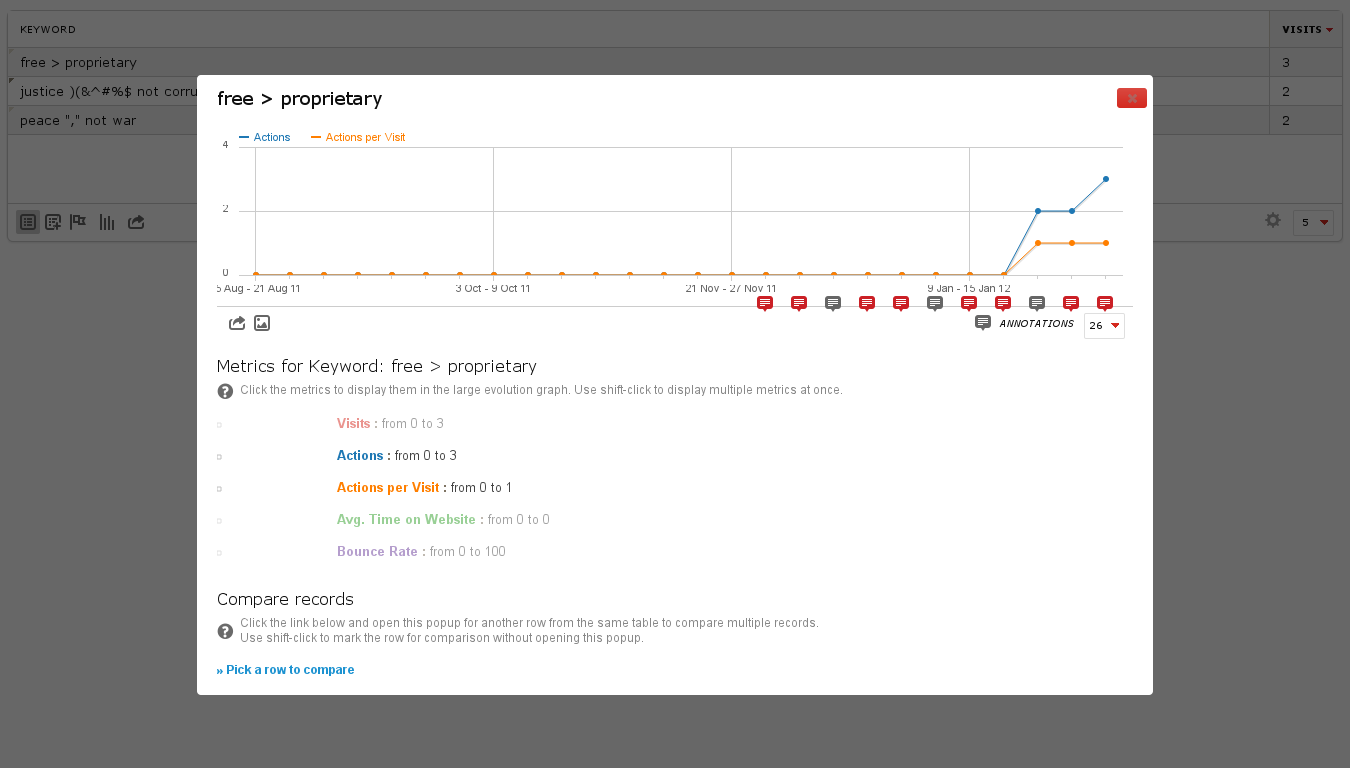 KEYWORD VISITS
free > proprietary 3
justice )(&^#%$ not corru 2
peace "," not war 2
5
free > proprietary
Actions Actions per Visit
4
2
0
5 Aug - 21 Aug 11 3 Oct - 9 Oct 11 21 Nov - 27 Nov 11 9 Jan - 15 Jan 12
ANNOTATIONS 26
Metrics for Keyword: free > proprietary
Click the metrics to display them in the large evolution graph. Use shift-click to display multiple metrics at once.
Visits : from 0 to 3
Actions : from 0 to 3
Actions per Visit : from 0 to 1
Avg. Time on Website : from 0 to 0
Bounce Rate : from 0 to 100
Compare records
Click the link below and open this popup for another row from the same table to compare multiple records.
Use shift-click to mark the row for comparison without opening this popup.
» Pick a row to compare